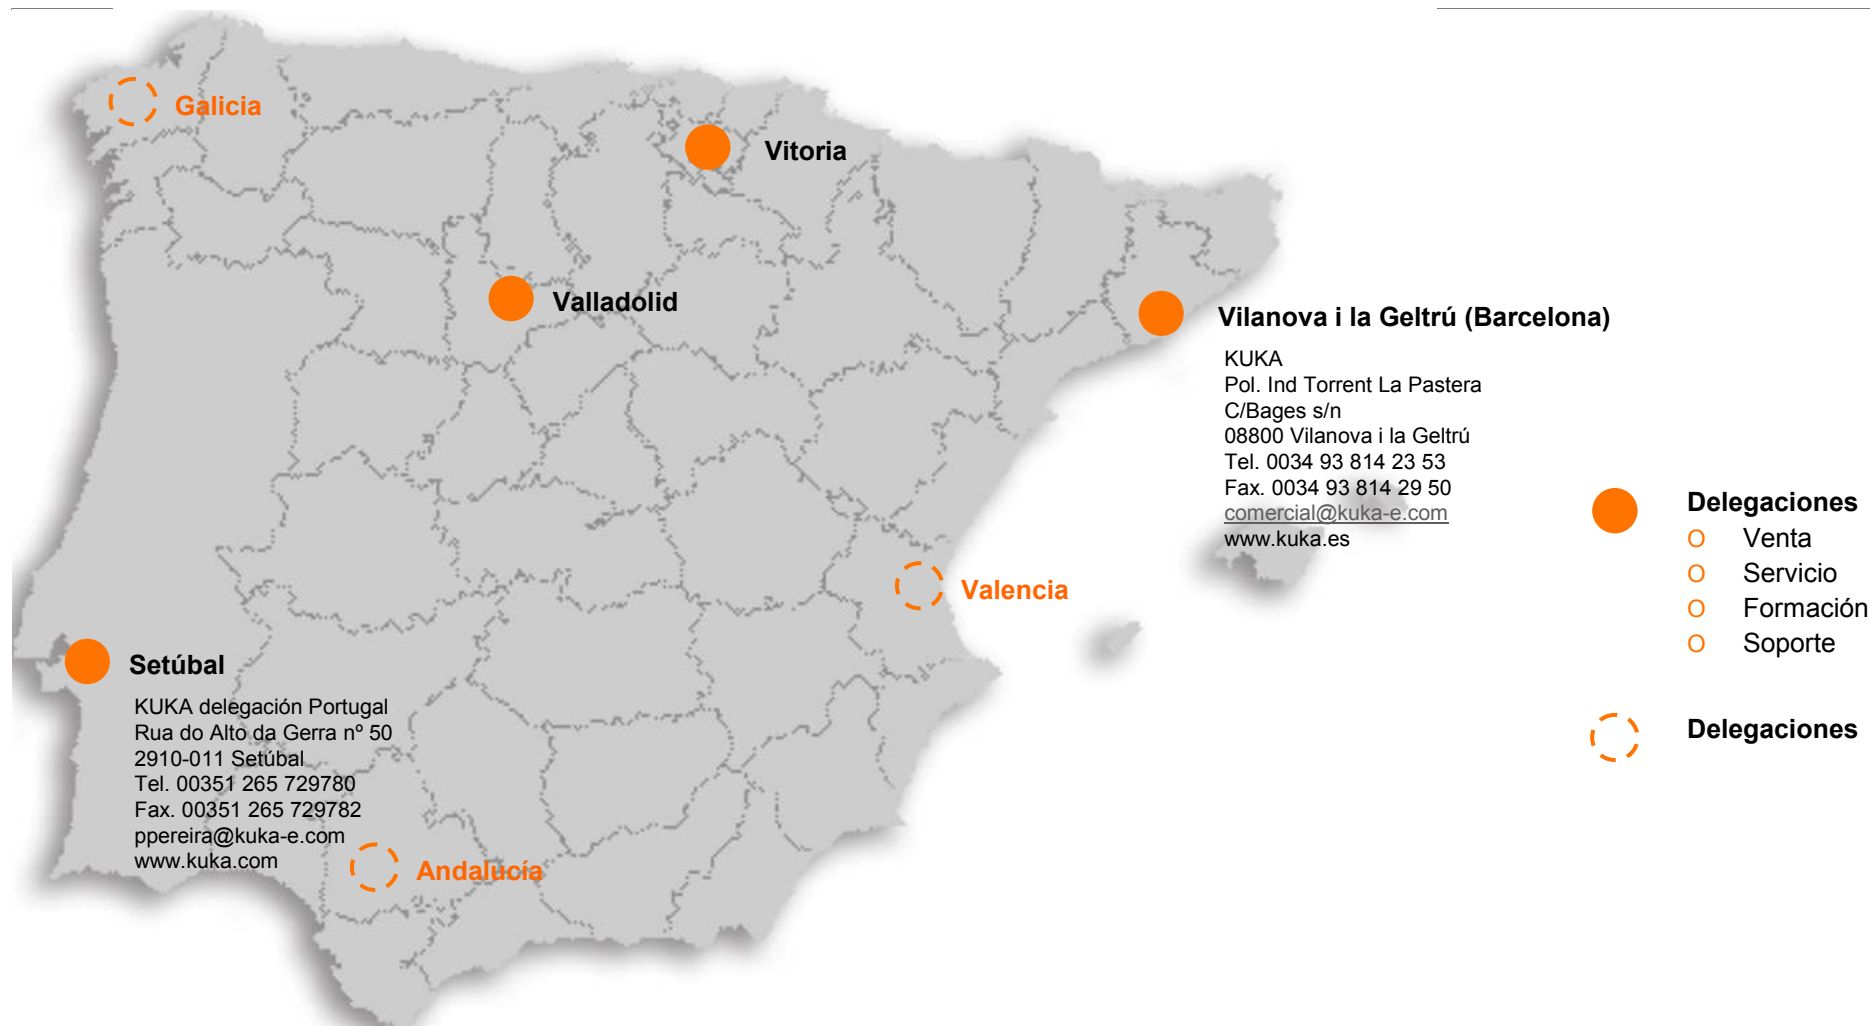 Galicia
Vitoria
Valladolid
Vilanova i la Geltrú (Barcelona)
KUKA
Pol. Ind Torrent La Pastera
C/Bages s/n
08800 Vilanova i la Geltrú
Tel. 0034 93 814 23 53
Fax. 0034 93 814 29 50
comercial@kuka-e.com
www.kuka.es
Delegaciones
O Venta
O Servicio
O Formación
O Soporte
Valencia
Setúbal
KUKA delegación Portugal
Rua do Alto da Gerra nº 50
2910-011 Setúbal
Tel. 00351 265 729780
Fax. 00351 265 729782
ppereira@kuka-e.com
www.kuka.com
Delegaciones
Andalucía